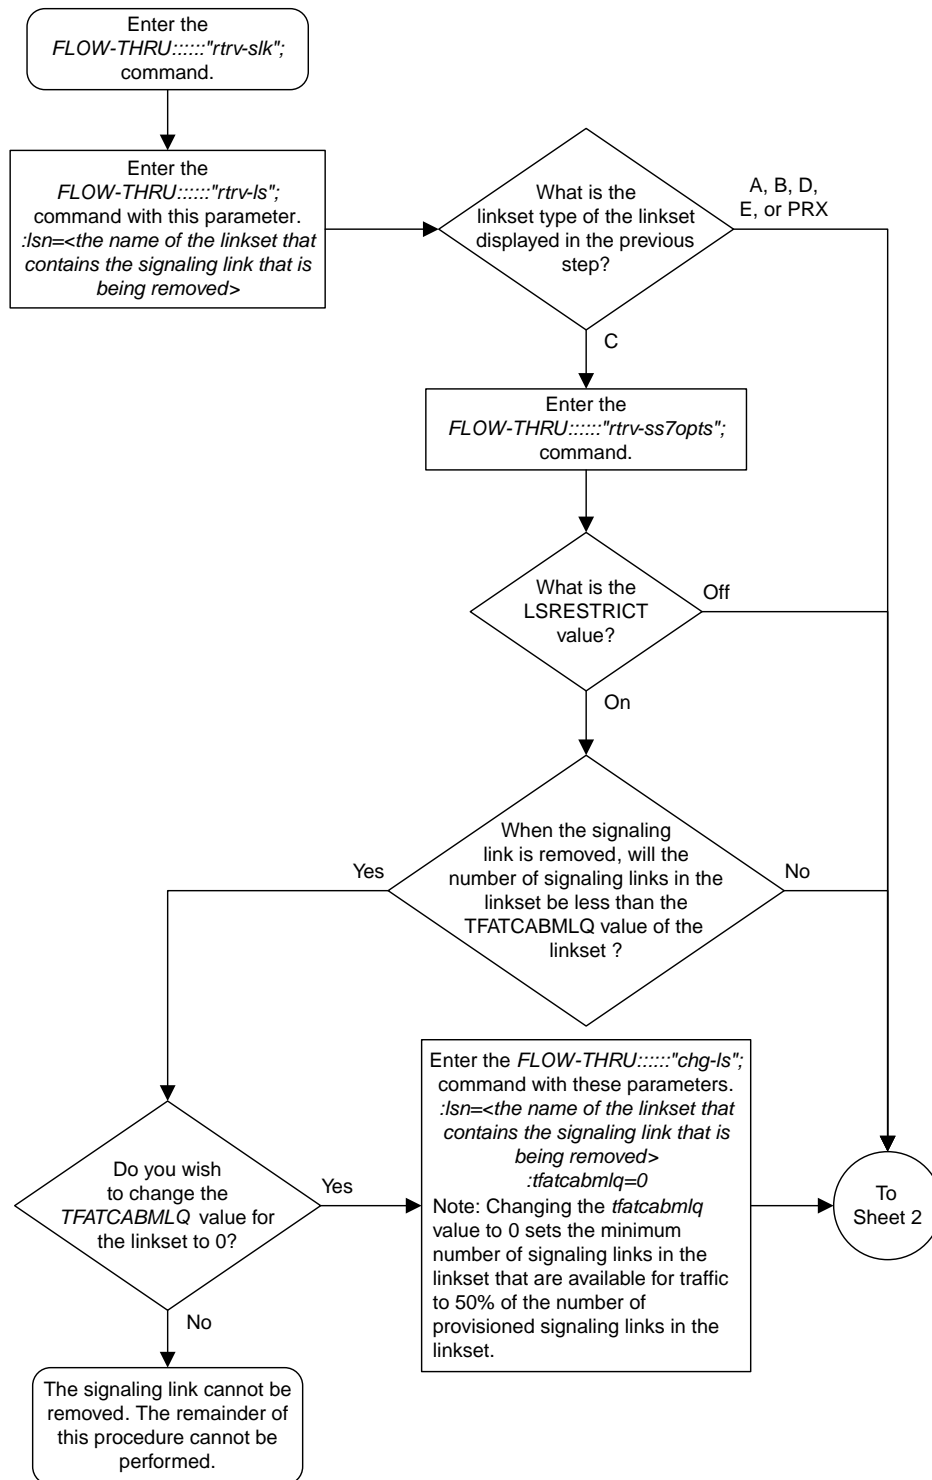 Enter the
FLOW-THRU::::::"rtrv-slk";
command.
Enter the
FLOW-THRU::::::"rtrv-ls";
command with this parameter.
:lsn=<the name of the linkset that
contains the signaling link that is
being removed>
What is the
linkset type of the linkset
displayed in the previous
step?
A, B, D,
E, or PRX
C
Enter the
FLOW-THRU::::::"rtrv-ss7opts";
command.
What is the
LSRESTRICT
value?
Off
On
When the signaling
link is removed, will the
number of signaling links in the
linkset be less than the
TFATCABMLQ value of the
linkset ?
Yes
No
Do you wish
to change the
TFATCABMLQ value for
the linkset to 0?
Yes
No
Enter the FLOW-THRU::::::"chg-ls";
command with these parameters.
:lsn=<the name of the linkset that
contains the signaling link that is
being removed>
:tfatcabmlq=0
Note: Changing the tfatcabmlq
value to 0 sets the minimum
number of signaling links in the
linkset that are available for traffic
to 50% of the number of
provisioned signaling links in the
linkset.
To
Sheet 2
The signaling link cannot be
removed. The remainder of
this procedure cannot be
performed.